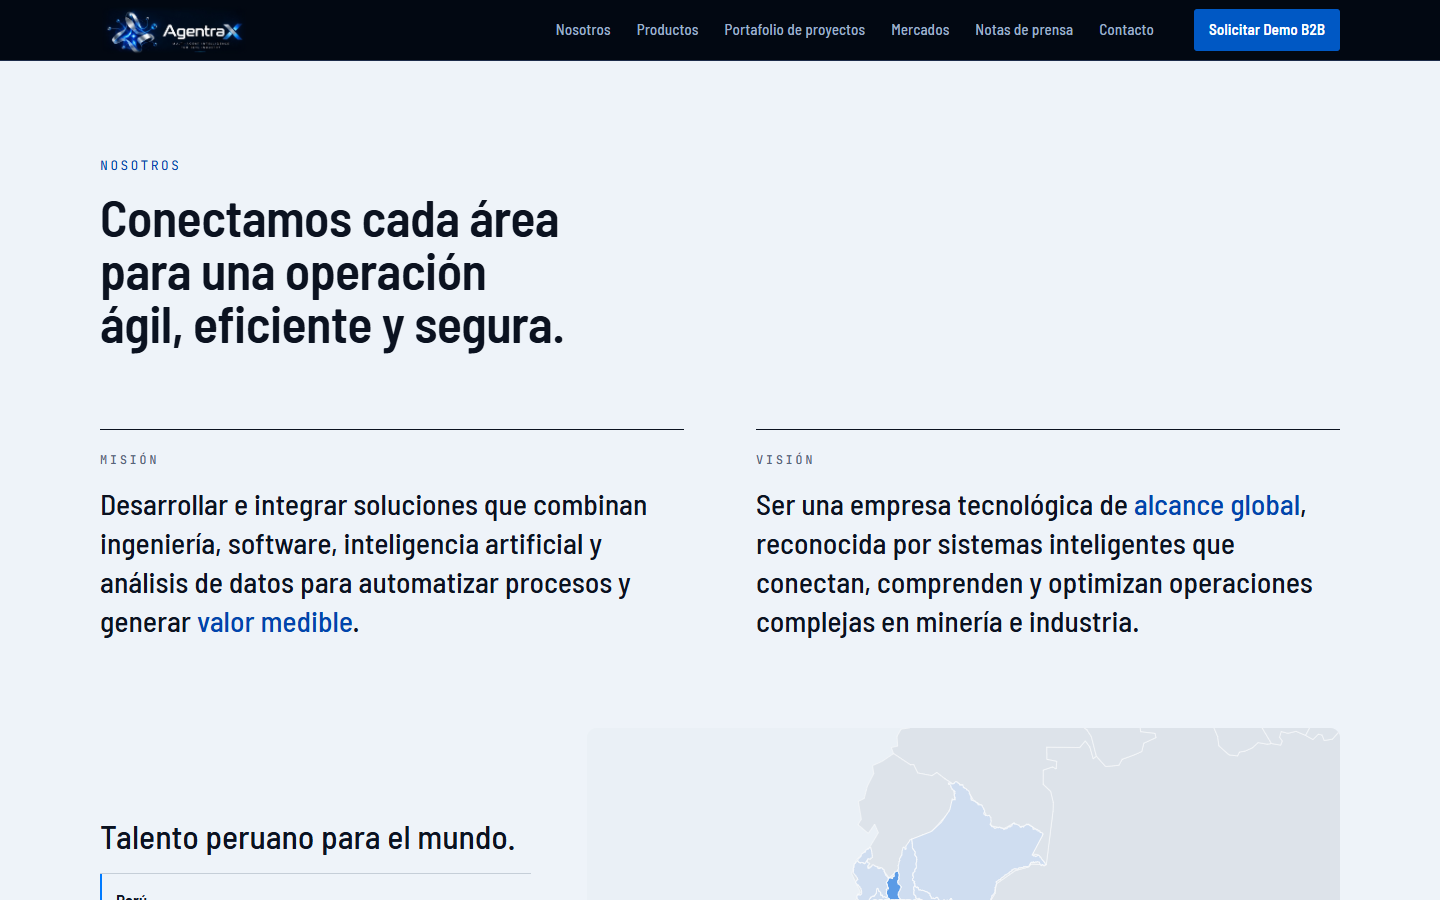 AgentraX
Nosotros
Productos
Portafolio de proyectos
Mercados
Notas de prensa
Contacto
Solicitar Demo B2B
NOSOTROS
Conectamos cada área
para una operación
ágil, eficiente y segura.
MISIÓN
Desarrollar e integrar soluciones que combinan
ingeniería, software, inteligencia artificial y
análisis de datos para automatizar procesos y
generar valor medible.
VISIÓN
Ser una empresa tecnológica de alcance global,
reconocida por sistemas inteligentes que
conectan, comprenden y optimizan operaciones
complejas en minería e industria.
Talento peruano para el mundo.
Perú